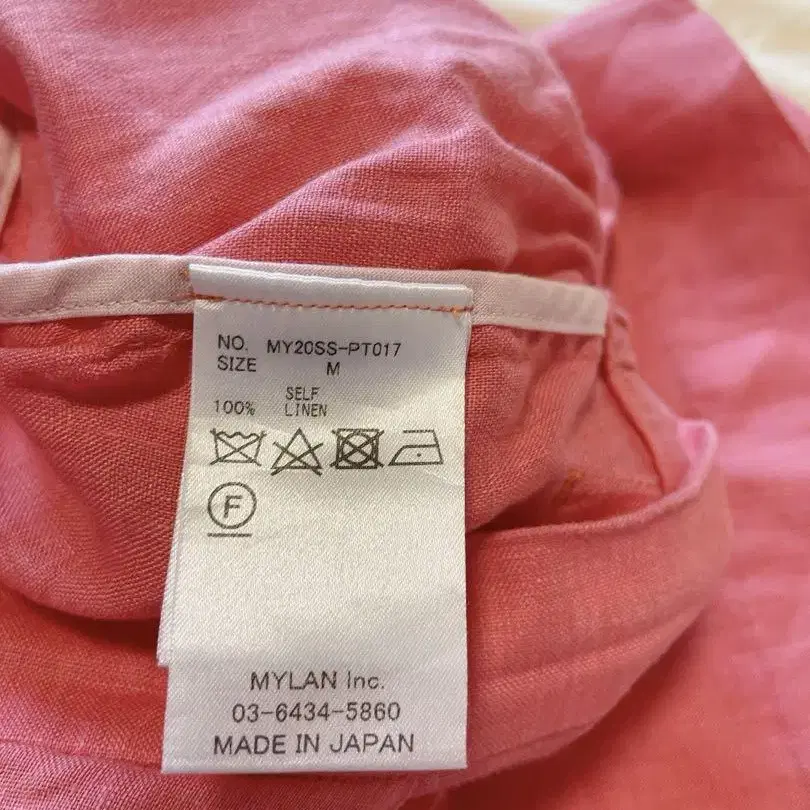 NO. MY20SS-PT017
SIZE M
SELF
100% LINEN
F
MYLAN Inc.
03-6434-5860
MADE IN JAPAN